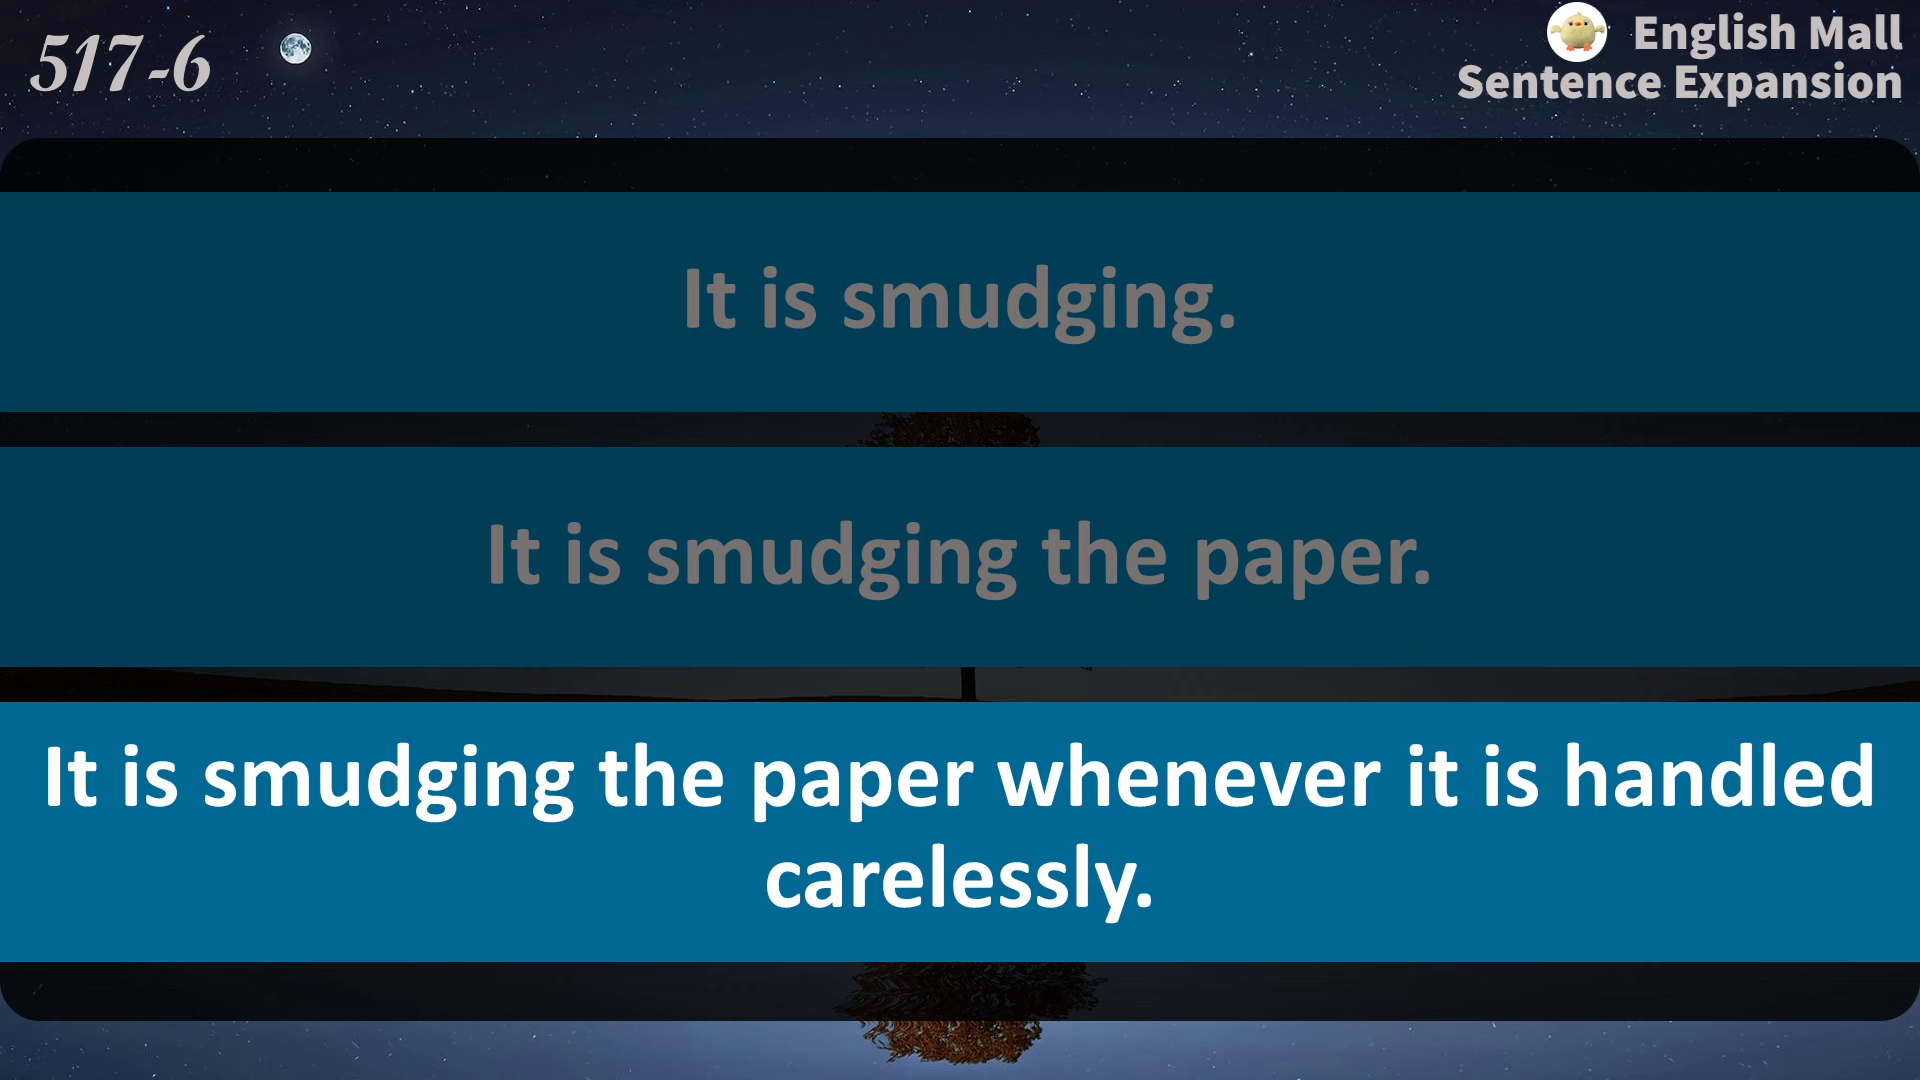 517-6
English Mall
Sentence Expansion
It is smudging.
It is smudging the paper.
It is smudging the paper whenever it is handled
carelessly.